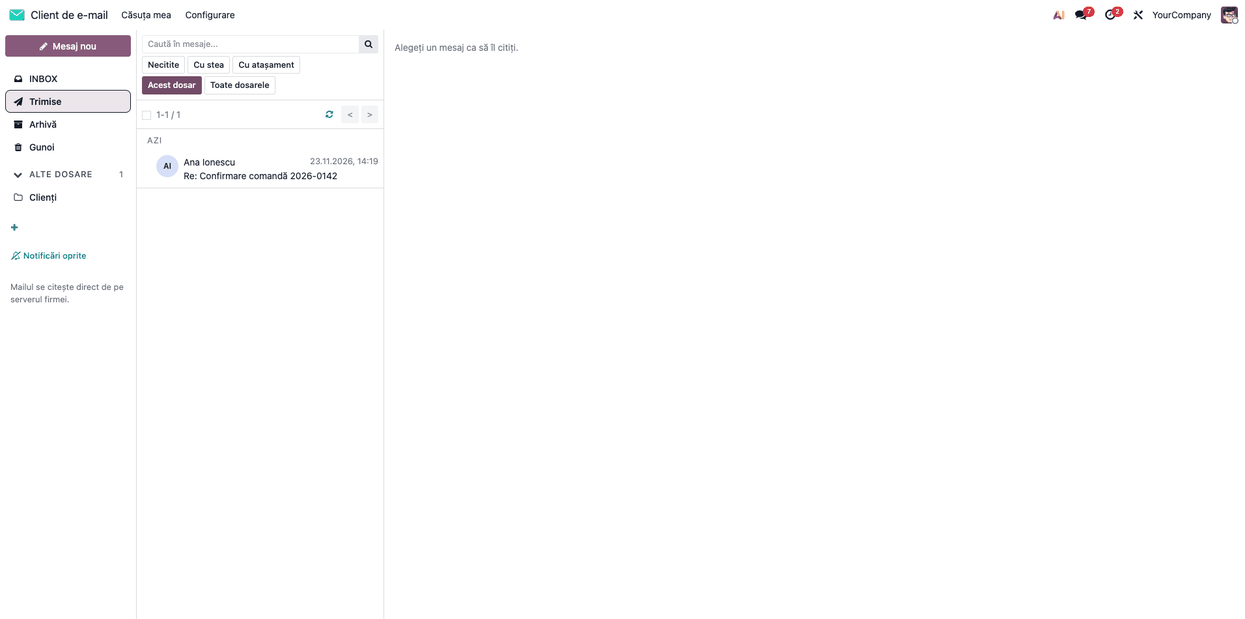 Client de e-mail Căsuța mea Configurare AI 7 2 YourCompany
Mesaj nou
INBOX
Trimise
Arhivă
Gunoi
ALTE DOSARE 1
Clienți
+
Notificări oprite
Mailul se citește direct de pe
serverul firmei.
Caută în mesaje...
Necitite Cu stea Cu atașament
Acest dosar Toate dosarele
1-1 / 1 < >
AZI
AI Ana Ionescu 23.11.2026, 14:19
Re: Confirmare comandă 2026-0142
Alegeți un mesaj ca să îl citiți.